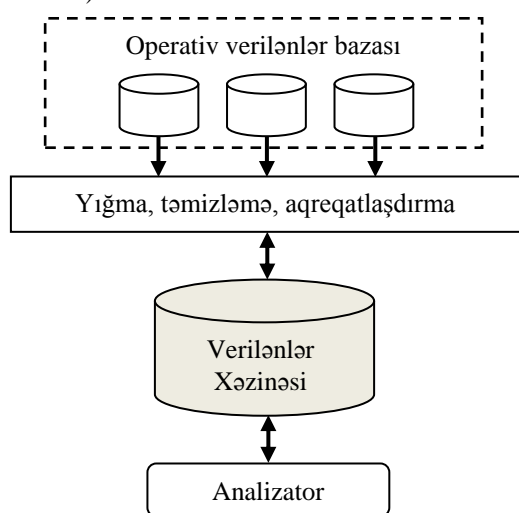 Operativ verilənlər bazası
Yığma, təmizləmə, aqreqatlaşdırma
Verilənlər
Xəzinəsi
Analizator